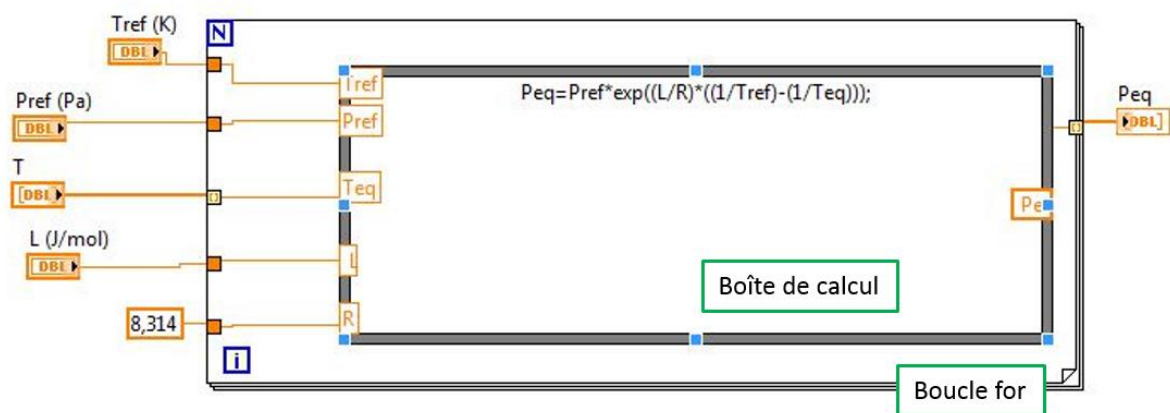 Tref (K)
DBL
N
Tref
Peq=Pref*exp((L/R)*((1/Tref)-(1/Teq)));
Pref (Pa)
DBL
Pref
Peq
[DBL]
T
[DBL]
Teq
Pe
L (J/mol)
DBL
L
Boîte de calcul
8,314
R
i
Boucle for